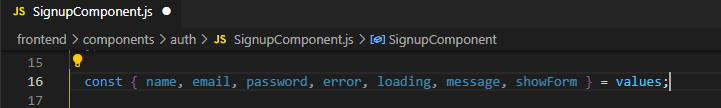 JS SignupComponent.js
frontend > components > auth > JS SignupComponent.js > SignupComponent
15
16 const { name, email, password, error, loading, message, showForm } = values;
17